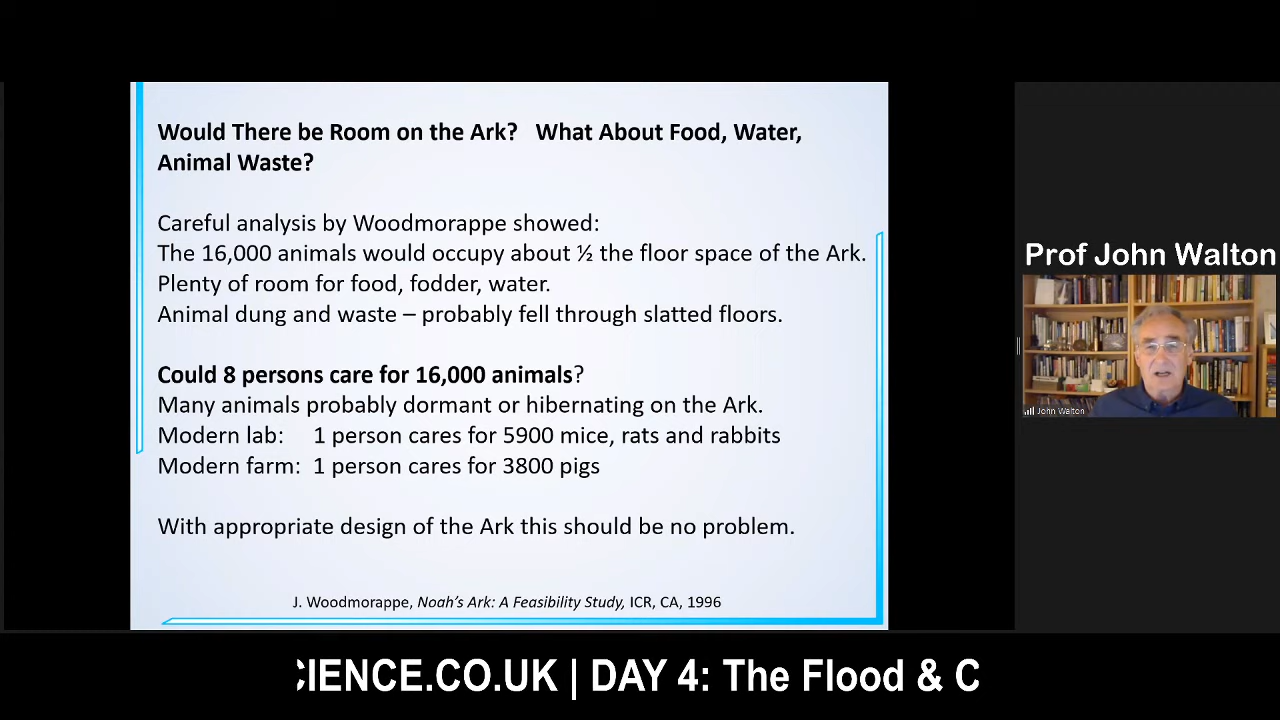 Would There be Room on the Ark? What About Food, Water,
Animal Waste?
Careful analysis by Woodmorappe showed:
The 16,000 animals would occupy about ½ the floor space of the Ark.
Plenty of room for food, fodder, water.
Animal dung and waste – probably fell through slatted floors.
Could 8 persons care for 16,000 animals?
Many animals probably dormant or hibernating on the Ark.
Modern lab: 1 person cares for 5900 mice, rats and rabbits
Modern farm: 1 person cares for 3800 pigs
With appropriate design of the Ark this should be no problem.
J. Woodmorappe, Noah's Ark: A Feasibility Study, ICR, CA, 1996
Prof John Walton
John Walton
CIENCE.CO.UK | DAY 4: The Flood & C